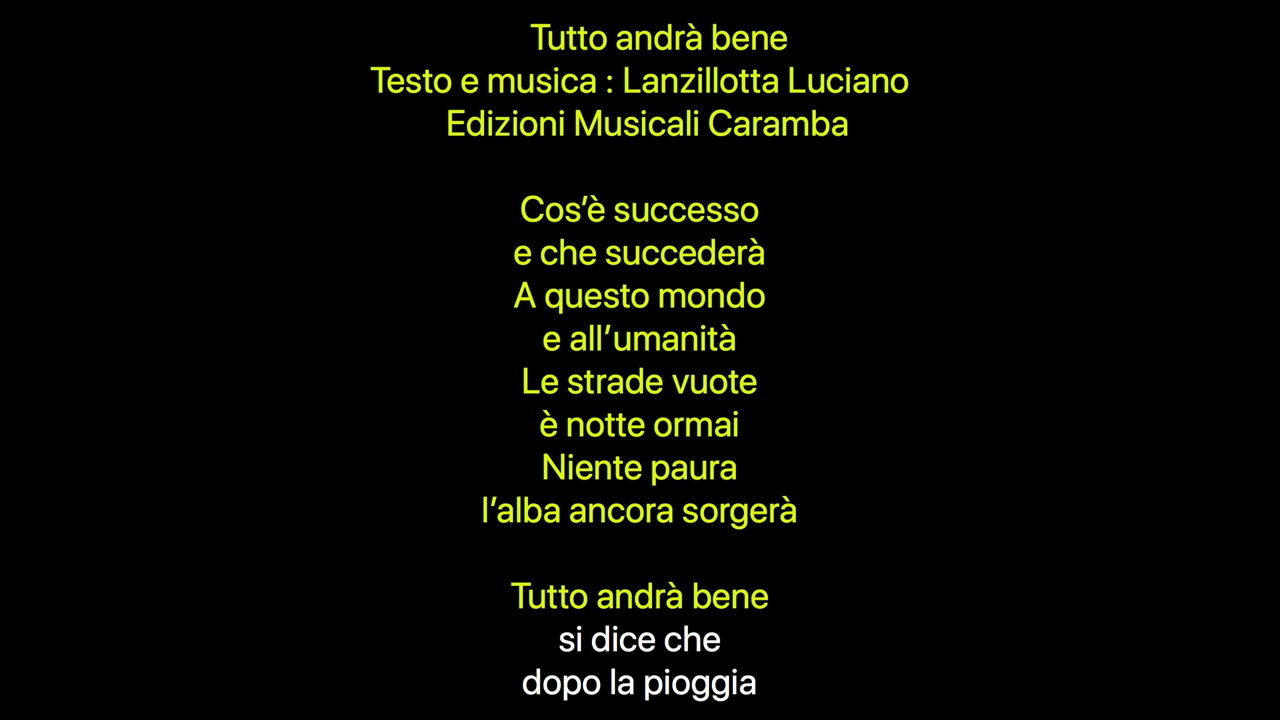 Tutto andrà bene
Testo e musica : Lanzillotta Luciano
Edizioni Musicali Caramba
Cos’è successo
e che succederà
A questo mondo
e all’umanità
Le strade vuote
è notte ormai
Niente paura
l’alba ancora sorgerà
Tutto andrà bene
si dice che
dopo la pioggia